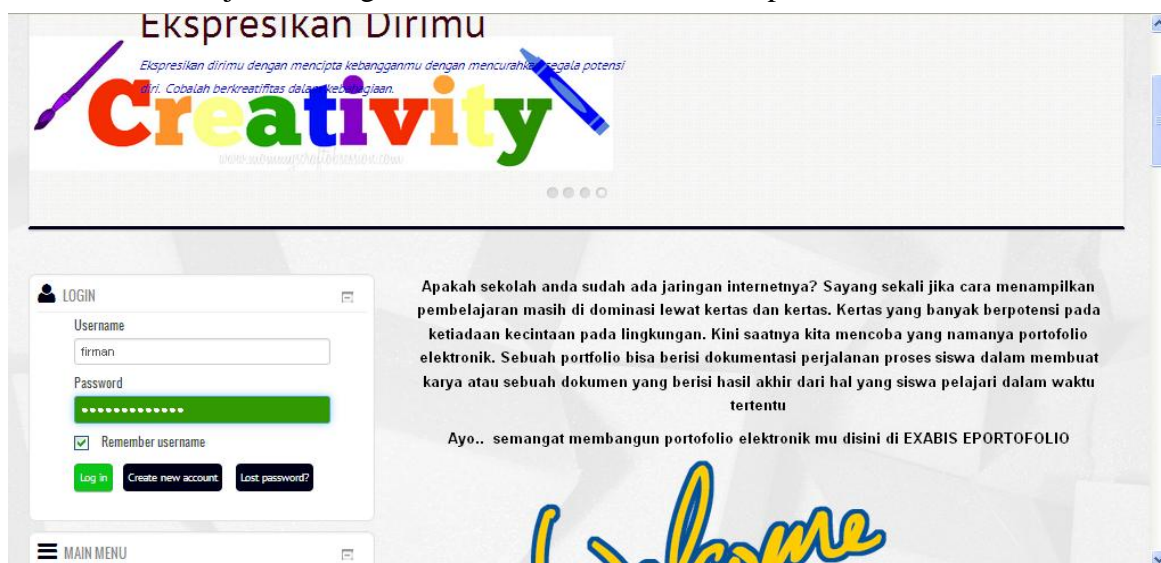 Ekspresikan Dirimu
Ekspresikan dirimu dengan mencipta kebangganmu dengan mencurahkan segala potensi
diri. Cobalah berkreatifitas dalam kebahagiaan.
Creativity
LOGIN
Username
firman
Password
•••••••••••••
Remember username
Log in Create new account Lost password?
MAIN MENU
Apakah sekolah anda sudah ada jaringan internetnya? Sayang sekali jika cara menampilkan
pembelajaran masih di dominasi lewat kertas dan kertas. Kertas yang banyak berpotensi pada
ketiadaan kecintaan pada lingkungan. Kini saatnya kita mencoba yang namanya portofolio
elektronik. Sebuah portfolio bisa berisi dokumentasi perjalanan proses siswa dalam membuat
karya atau sebuah dokumen yang berisi hasil akhir dari hal yang siswa pelajari dalam waktu
tertentu
Ayo.. semangat membangun portofolio elektronik mu disini di EXABIS EPORTOFOLIO
Welcome